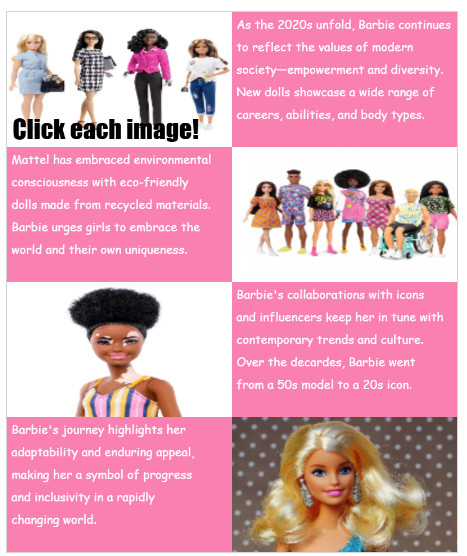 As the 2020s unfold, Barbie continues
to reflect the values of modern
society—empowerment and diversity.
New dolls showcase a wide range of
careers, abilities, and body types.
Click each image!
Mattel has embraced environmental
consciousness with eco-friendly
dolls made from recycled materials.
Barbie urges girls to embrace the
world and their own uniqueness.
Barbie's collaborations with icons
and influencers keep her in tune with
contemporary trends and culture.
Over the decardes, Barbie went
from a 50s model to a 20s icon.
Barbie's journey highlights her
adaptability and enduring appeal,
making her a symbol of progress
and inclusivity in a rapidly
changing world.